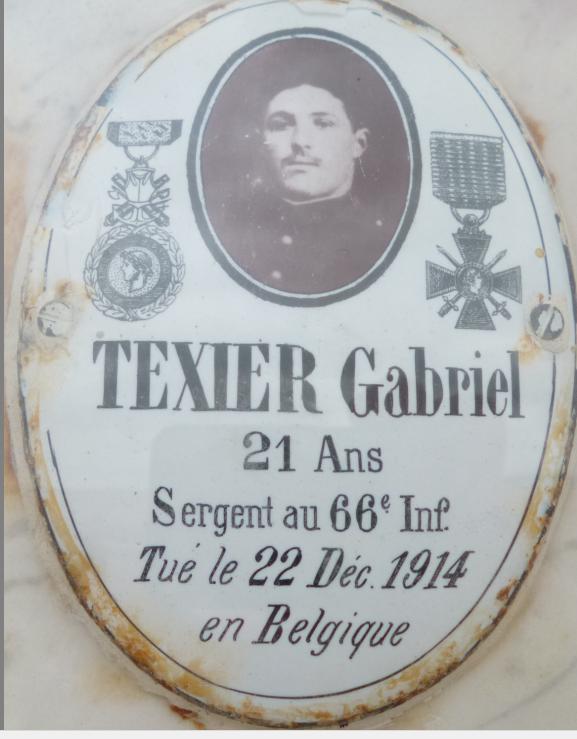 TEXIER Gabriel
21 Ans
Sergent au 66e Inf.
Tué le 22 Déc. 1914
en Belgique